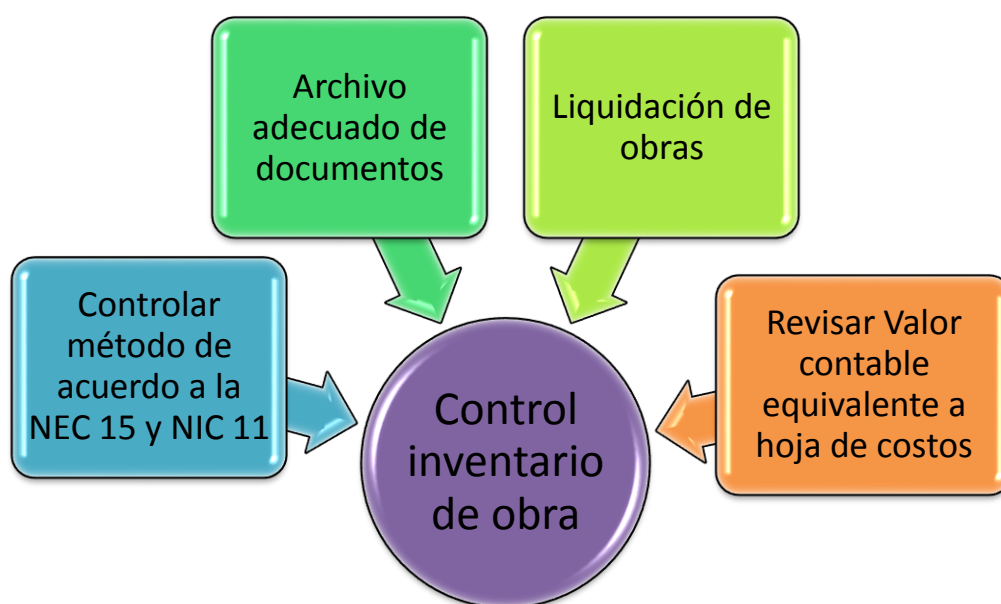 Archivo
adecuado de
documentos
Liquidación de
obras
Controlar
método de
acuerdo a la
NEC 15 y NIC 11
Revisar Valor
contable
equivalente a
hoja de costos
Control
inventario
de obra